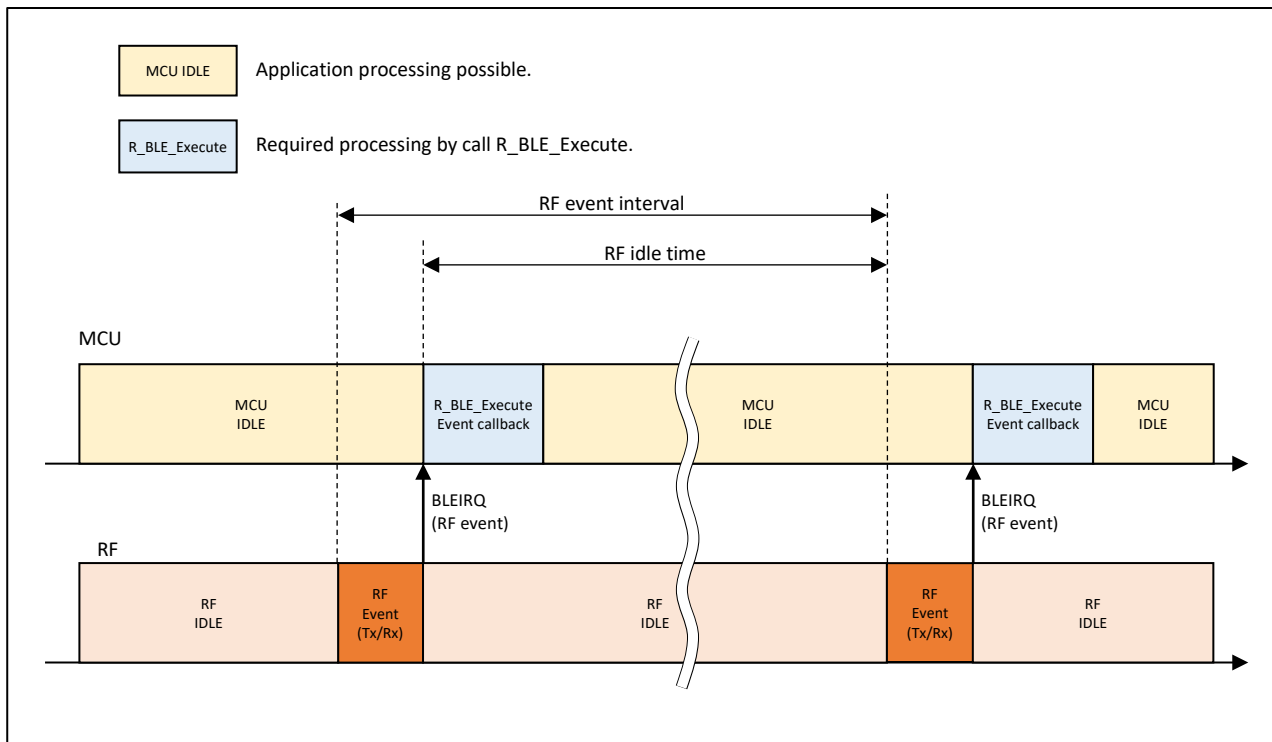 MCU IDLE
Application processing possible.
R_BLE_Execute
Required processing by call R_BLE_Execute.
RF event interval
RF idle time
MCU
MCU
IDLE
R_BLE_Execute
Event callback
MCU
IDLE
R_BLE_Execute
Event callback
MCU
IDLE
BLEIRQ
(RF event)
BLEIRQ
(RF event)
RF
RF
IDLE
RF
Event
(Tx/Rx)
RF
IDLE
RF
Event
(Tx/Rx)
RF
IDLE